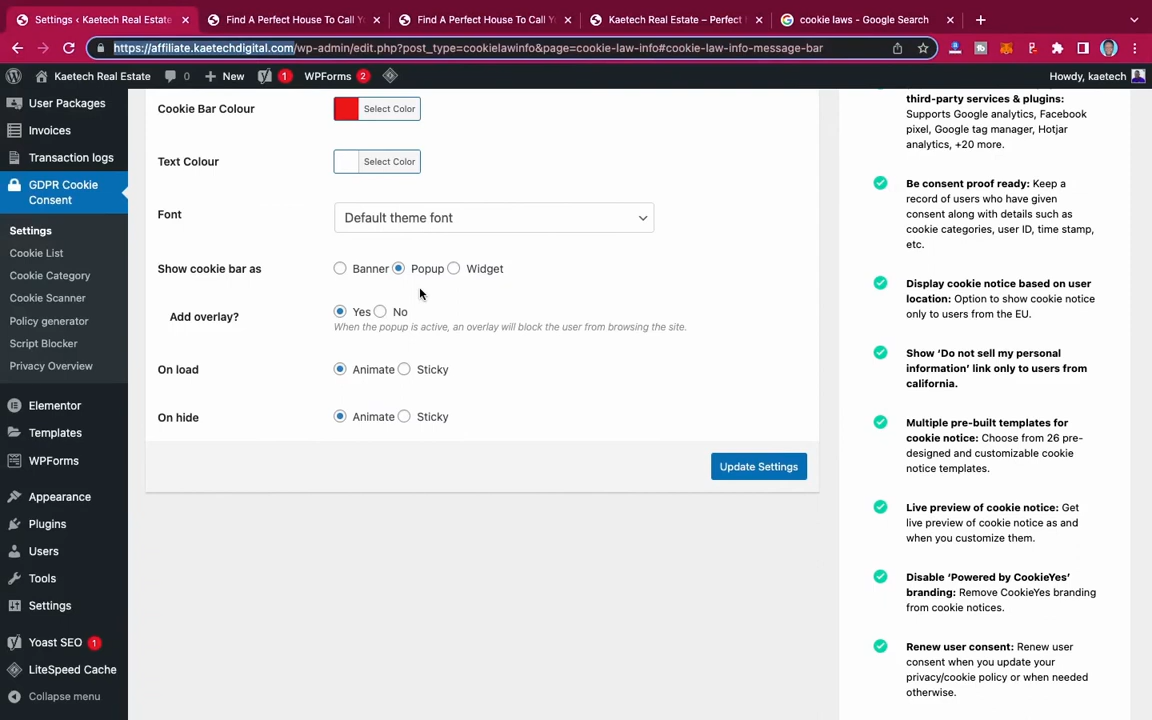 Settings ‹ Kaetech Real Estate
Find A Perfect House To Call Yo
Find A Perfect House To Call Yo
Kaetech Real Estate – Perfect H
cookie laws - Google Search
https://affiliate.kaetechdigital.com/wp-admin/edit.php?post_type=cookielawinfo&page=cookie-law-info#cookie-law-info-message-bar
Kaetech Real Estate 0 New 1 WPForms 2 Howdy, kaetech
User Packages
Invoices
Transaction logs
GDPR Cookie
Consent
Settings
Cookie List
Cookie Category
Cookie Scanner
Policy generator
Script Blocker
Privacy Overview
Elementor
Templates
WPForms
Appearance
Plugins
Users
Tools
Settings
Yoast SEO 1
LiteSpeed Cache
Collapse menu
Cookie Bar Colour Select Color
Text Colour Select Color
Font Default theme font
Show cookie bar as Banner Popup Widget
Add overlay? Yes No
When the popup is active, an overlay will block the user from browsing the site.
On load Animate Sticky
On hide Animate Sticky
Update Settings
third-party services & plugins:
Supports Google analytics, Facebook
pixel, Google tag manager, Hotjar
analytics, +20 more.
Be consent proof ready: Keep a
record of users who have given
consent along with details such as
cookie categories, user ID, time stamp,
etc.
Display cookie notice based on user
location: Option to show cookie notice
only to users from the EU.
Show ‘Do not sell my personal
information’ link only to users from
california.
Multiple pre-built templates for
cookie notice: Choose from 26 pre-
designed and customizable cookie
notice templates.
Live preview of cookie notice: Get
live preview of cookie notice as and
when you customize them.
Disable ‘Powered by CookieYes’
branding: Remove CookieYes branding
from cookie notices.
Renew user consent: Renew user
consent when you update your
privacy/cookie policy or when needed
otherwise.